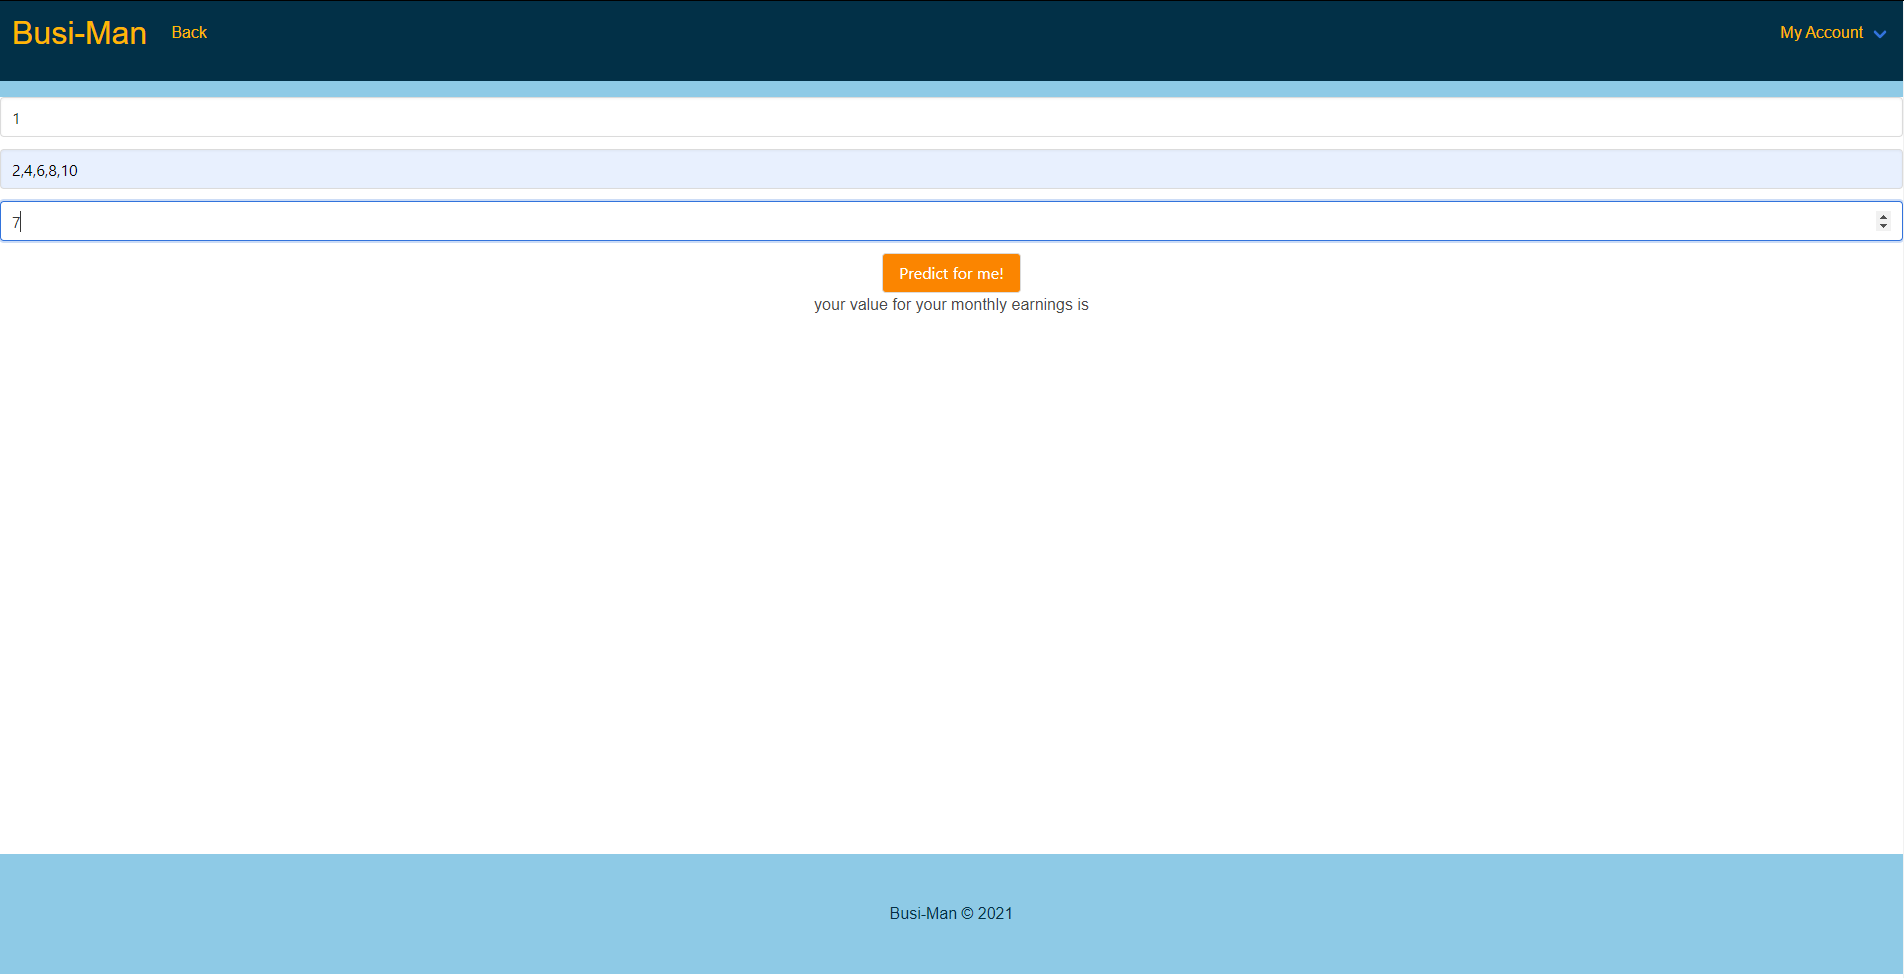 Busi-Man Back My Account
1
2,4,6,8,10
7
Predict for me!
your value for your monthly earnings is
Busi-Man © 2021